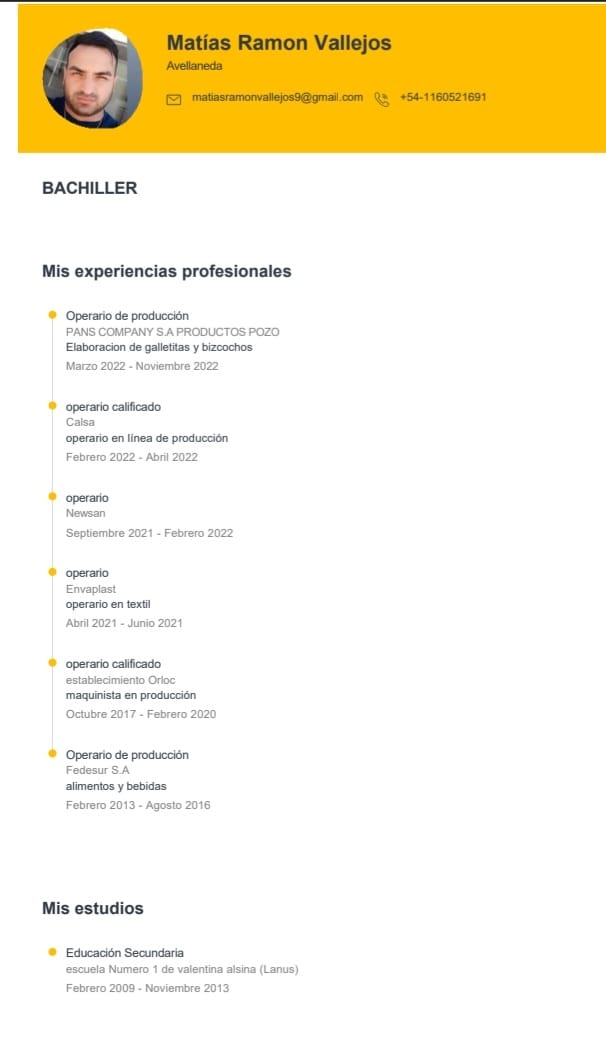 Matías Ramon Vallejos
Avellaneda
matiasramonvallejos9@gmail.com +54-1160521691
BACHILLER
Mis experiencias profesionales
Operario de producción
PANS COMPANY S.A PRODUCTOS POZO
Elaboracion de galletitas y bizcochos
Marzo 2022 - Noviembre 2022
operario calificado
Calsa
operario en línea de producción
Febrero 2022 - Abril 2022
operario
Newsan
Septiembre 2021 - Febrero 2022
operario
Envaplast
operario en textil
Abril 2021 - Junio 2021
operario calificado
establecimiento Orloc
maquinista en producción
Octubre 2017 - Febrero 2020
Operario de producción
Fedesur S.A
alimentos y bebidas
Febrero 2013 - Agosto 2016
Mis estudios
Educación Secundaria
escuela Numero 1 de valentina alsina (Lanus)
Febrero 2009 - Noviembre 2013